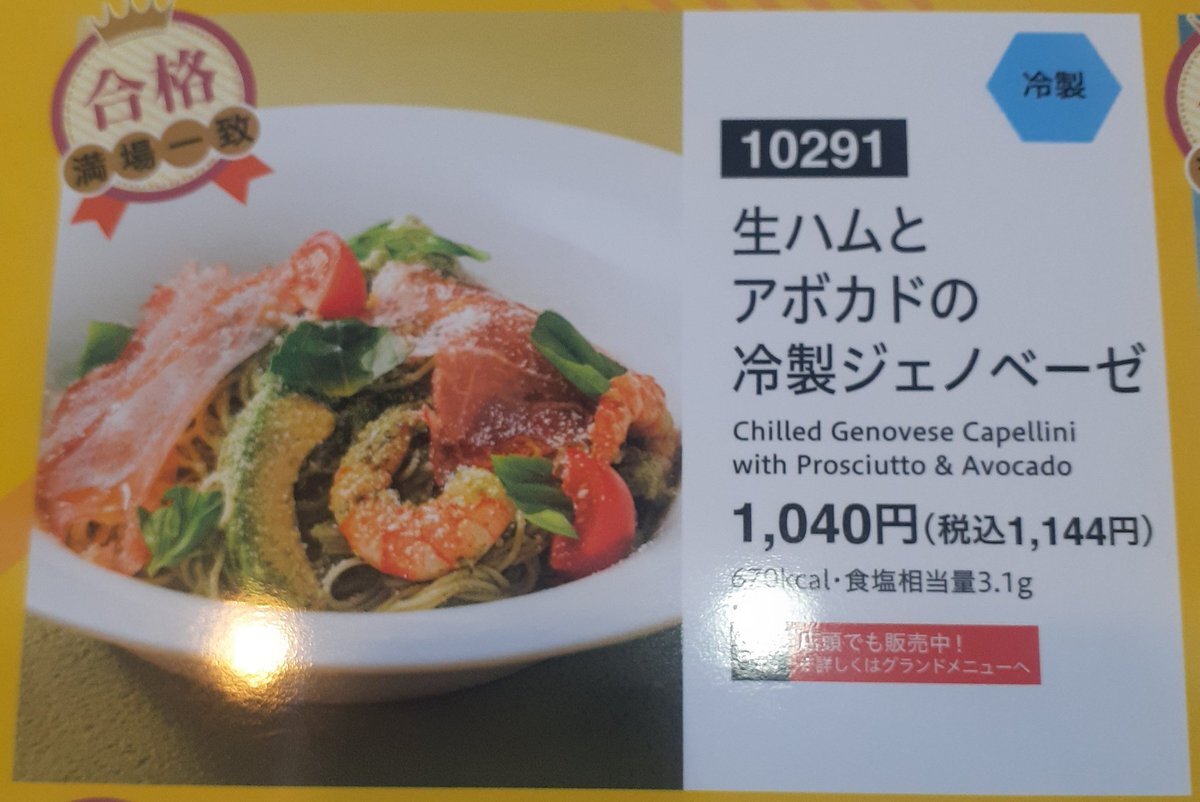 合格
満場一致
冷製
10291
生ハムと
アボカドの
冷製ジェノベーゼ
Chilled Genovese Capellini
with Prosciutto & Avocado
1,040円(税込1,144円)
670kcal・食塩相当量3.1g
店頭でも販売中!
※詳しくはグランドメニューへ